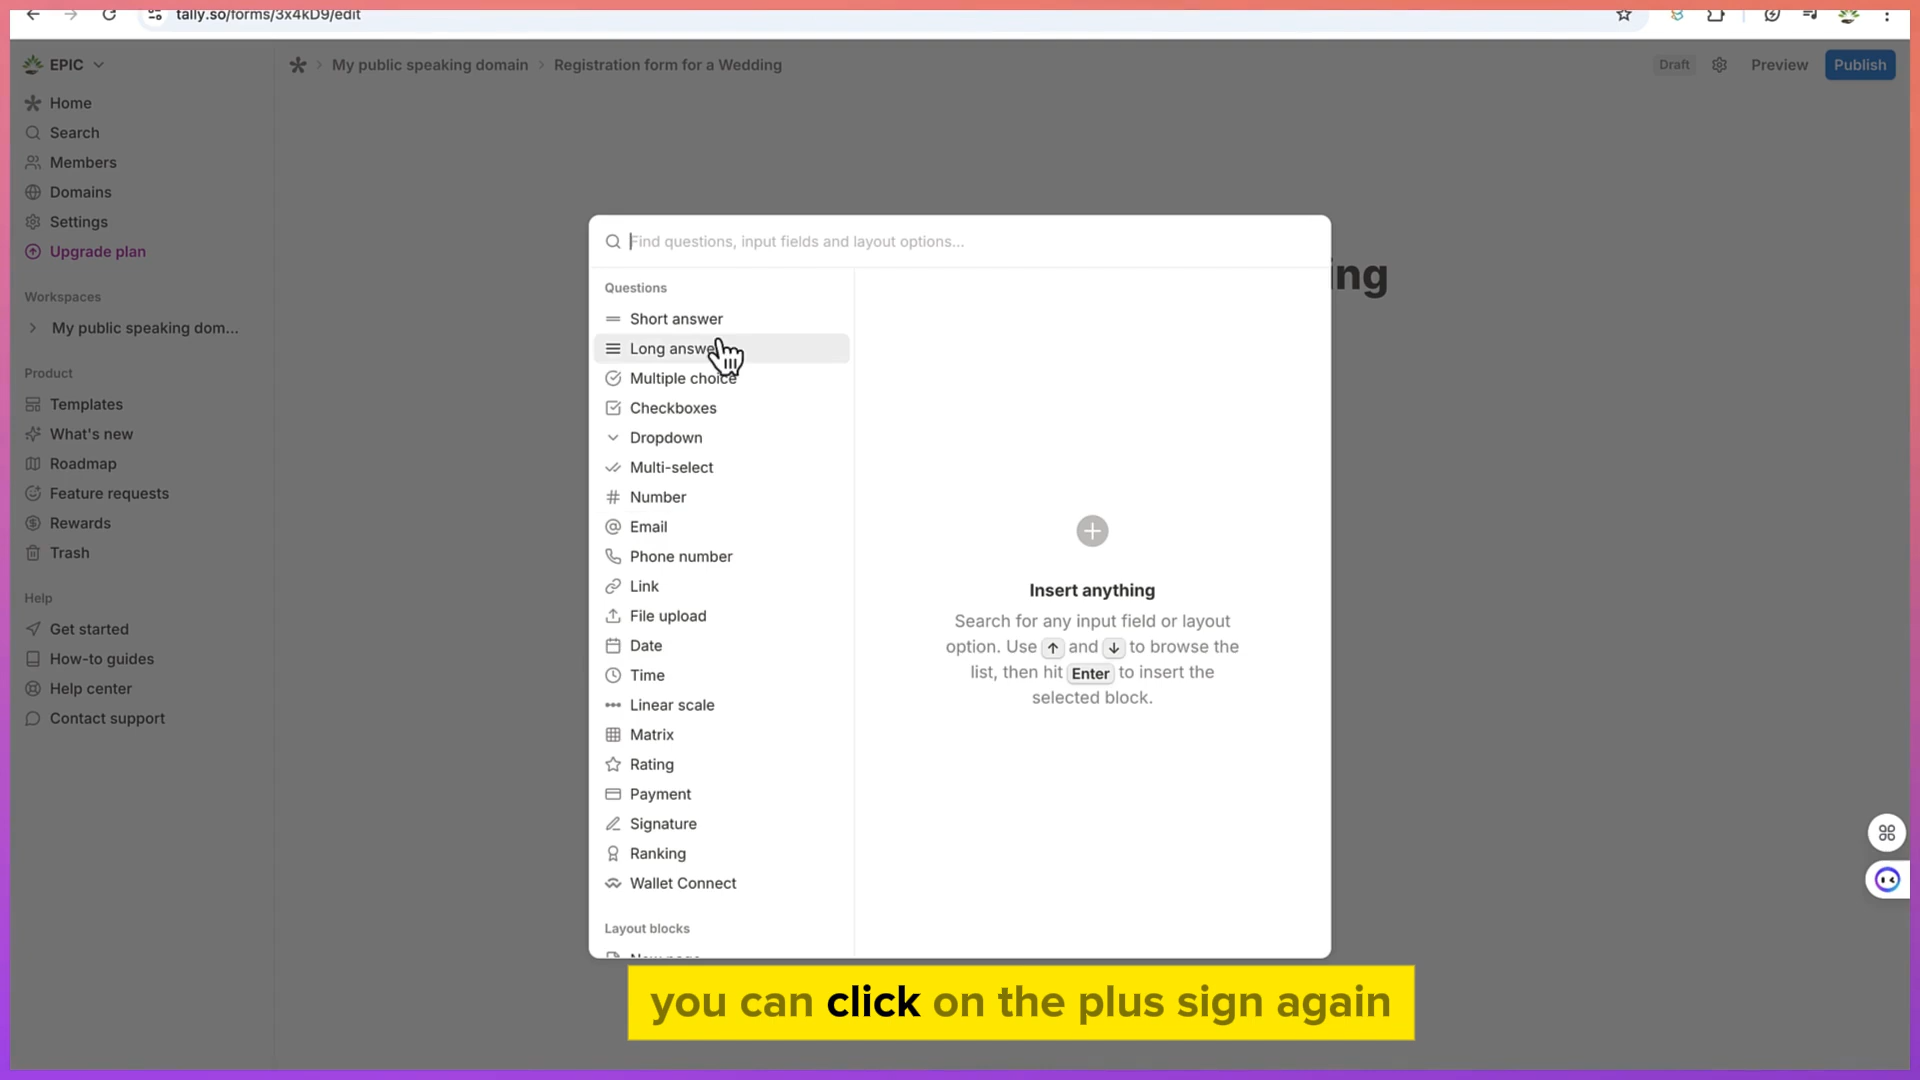 tally.so/forms/3x4kD9/edit
EPIC
My public speaking domain
Registration form for a Wedding
Draft
Preview
Publish
Home
Search
Members
Domains
Settings
Upgrade plan
Workspaces
My public speaking dom...
Product
Templates
What's new
Roadmap
Feature requests
Rewards
Trash
Help
Get started
How-to guides
Help center
Contact support
ing
Find questions, input fields and layout options...
Questions
Short answer
Long answe
Multiple choice
Checkboxes
Dropdown
Multi-select
Number
Email
Phone number
Link
File upload
Date
Time
Linear scale
Matrix
Rating
Payment
Signature
Ranking
Wallet Connect
Layout blocks
Insert anything
Search for any input field or layout
option. Use ↑ and ↓ to browse the
list, then hit Enter to insert the
selected block.
you can click on the plus sign again